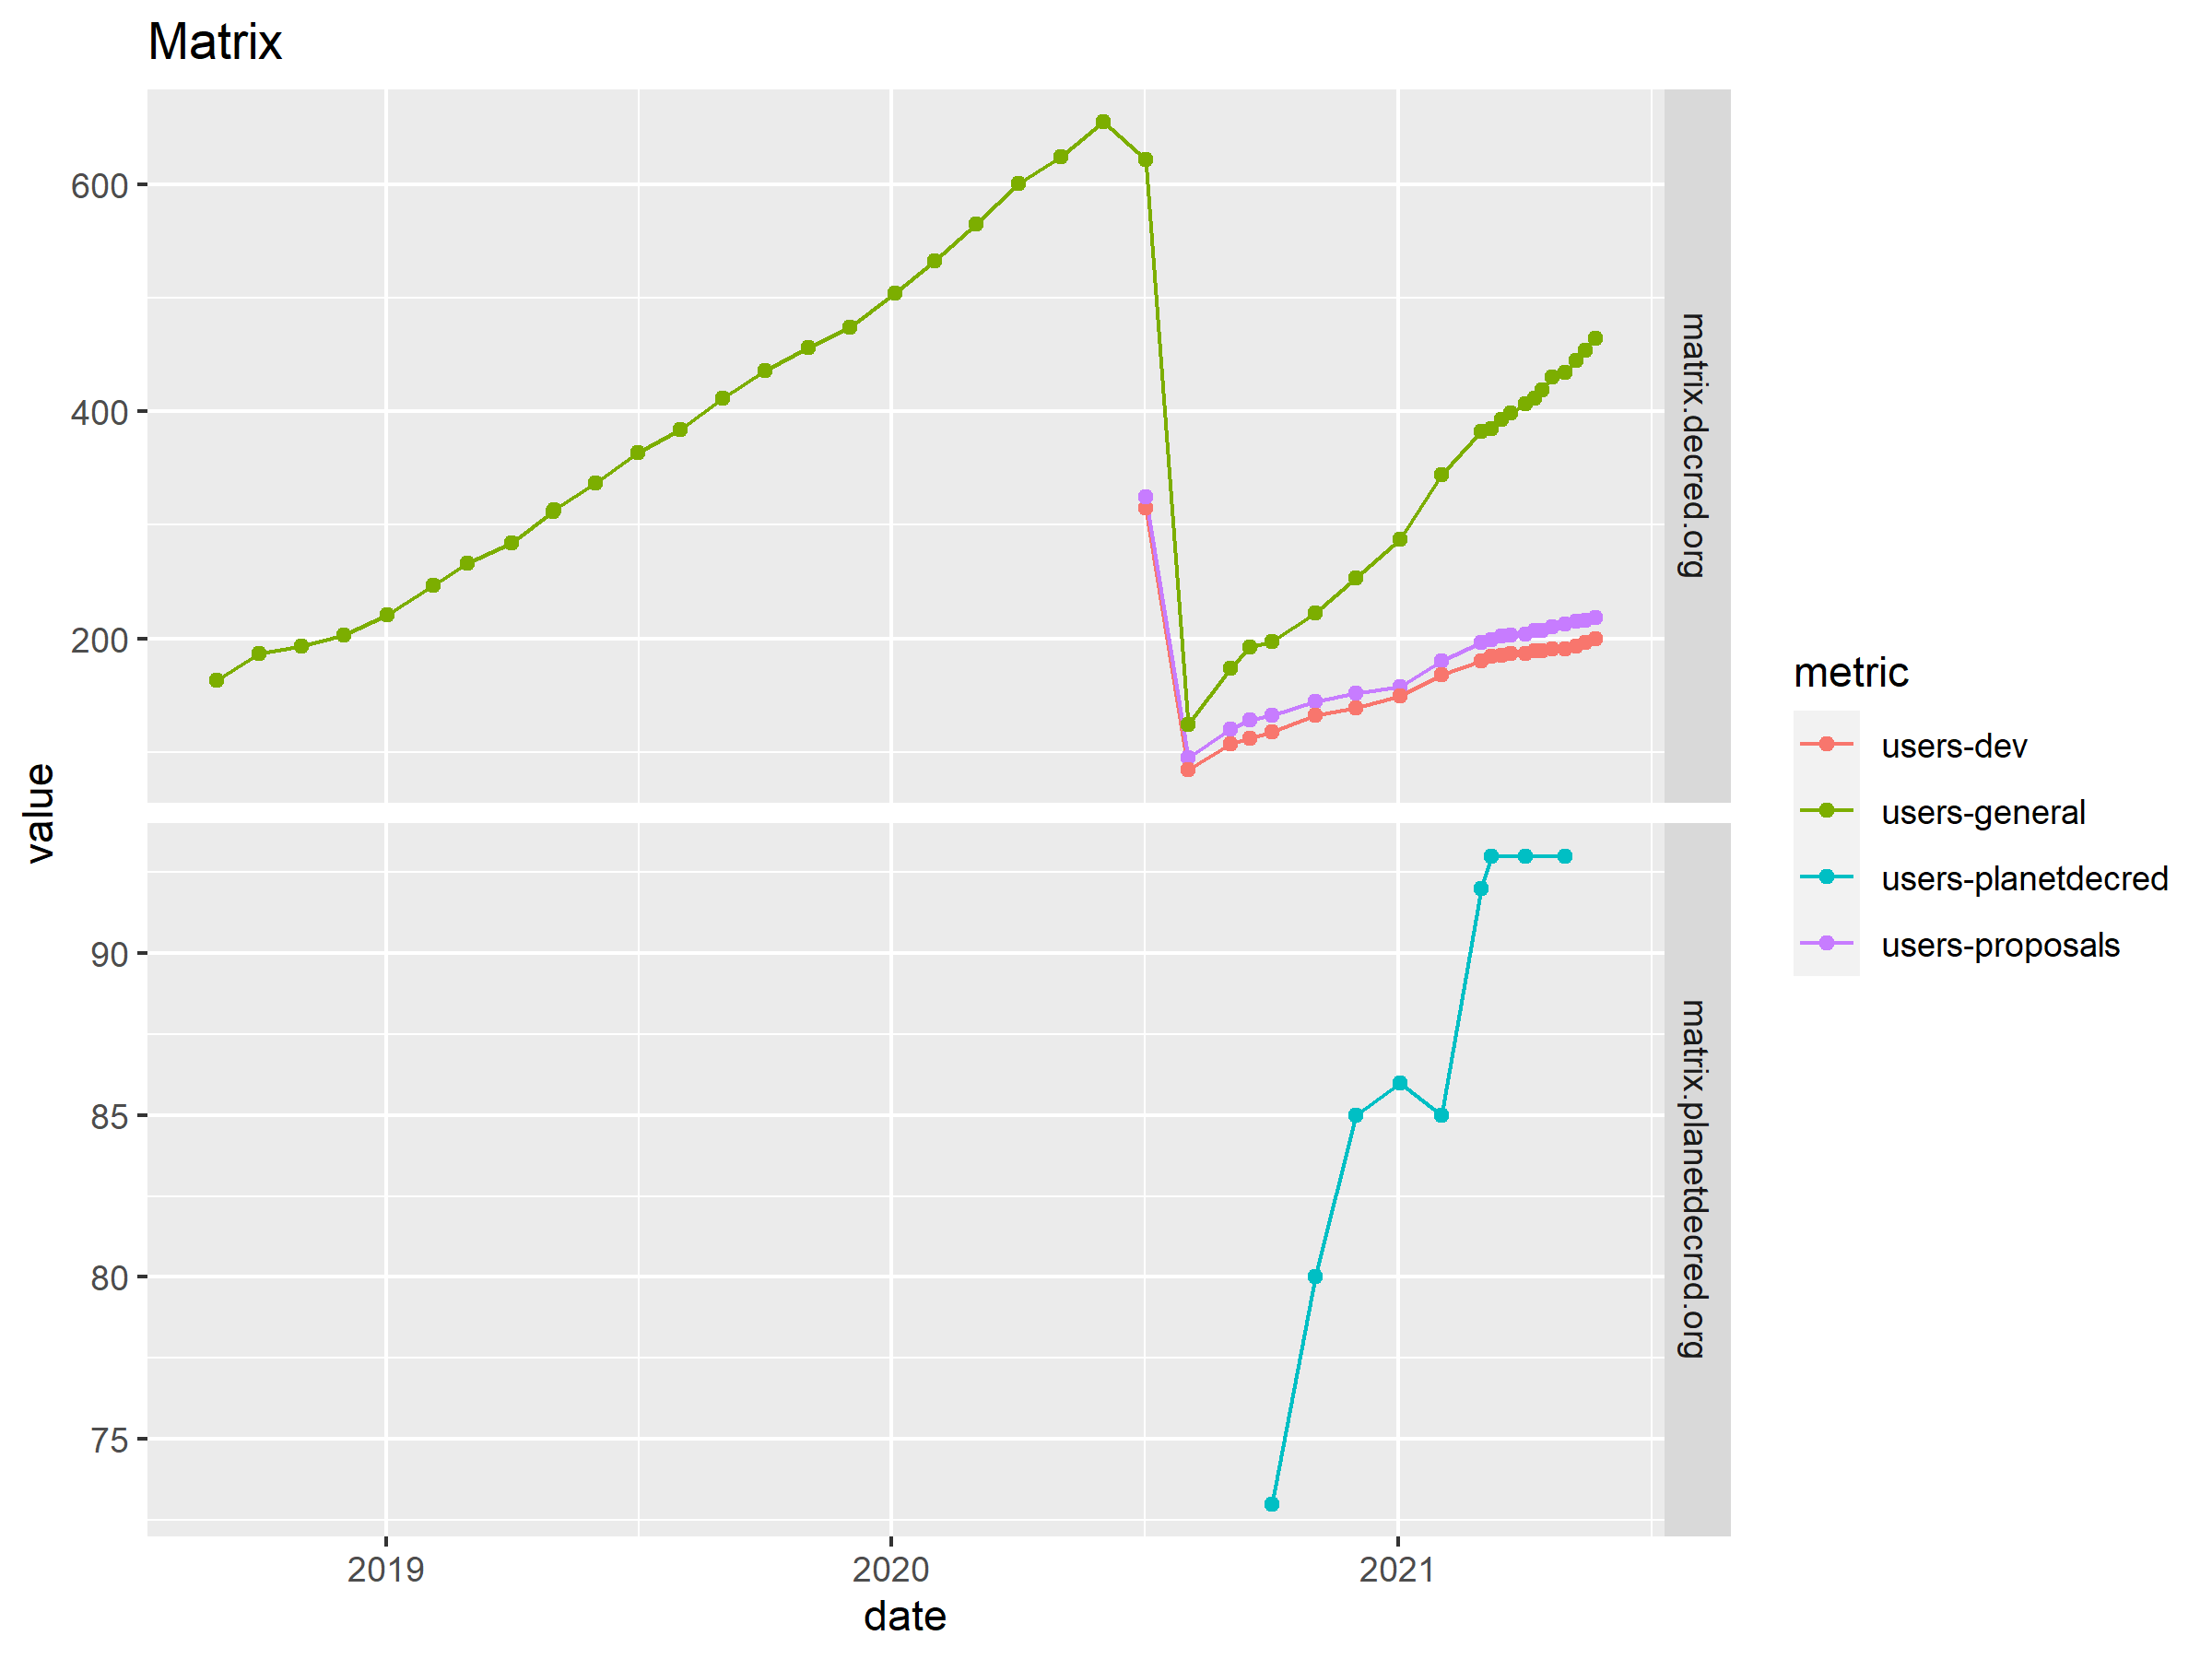 Matrix
600
400
200
matrix.decred.org
value
90
85
80
75
matrix.planetdecred.org
2019
2020
2021
date
metric
users-dev
users-general
users-planetdecred
users-proposals